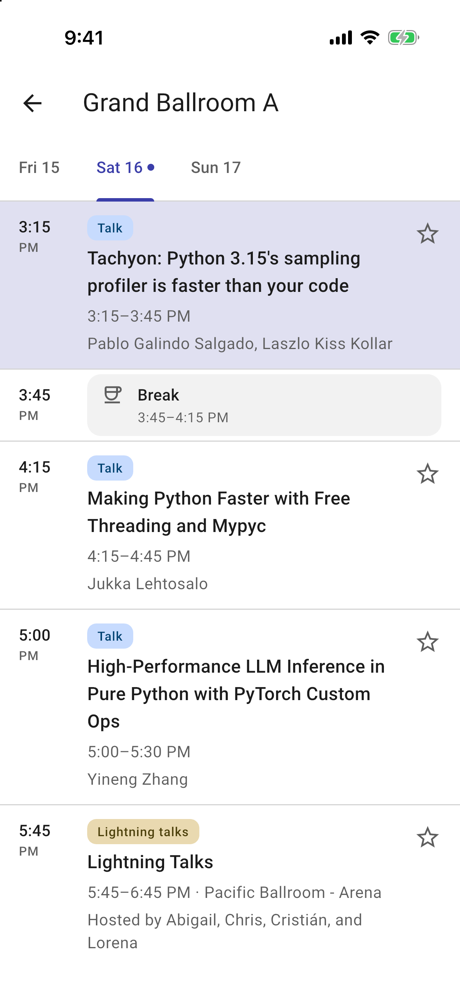 9:41
Grand Ballroom A
Fri 15
Sat 16
Sun 17
3:15
PM
Talk
Tachyon: Python 3.15's sampling
profiler is faster than your code
3:15–3:45 PM
Pablo Galindo Salgado, Laszlo Kiss Kollar
3:45
PM
Break
3:45–4:15 PM
4:15
PM
Talk
Making Python Faster with Free
Threading and Mypyc
4:15–4:45 PM
Jukka Lehtosalo
5:00
PM
Talk
High-Performance LLM Inference in
Pure Python with PyTorch Custom
Ops
5:00–5:30 PM
Yineng Zhang
5:45
PM
Lightning talks
Lightning Talks
5:45–6:45 PM · Pacific Ballroom - Arena
Hosted by Abigail, Chris, Cristián, and
Lorena